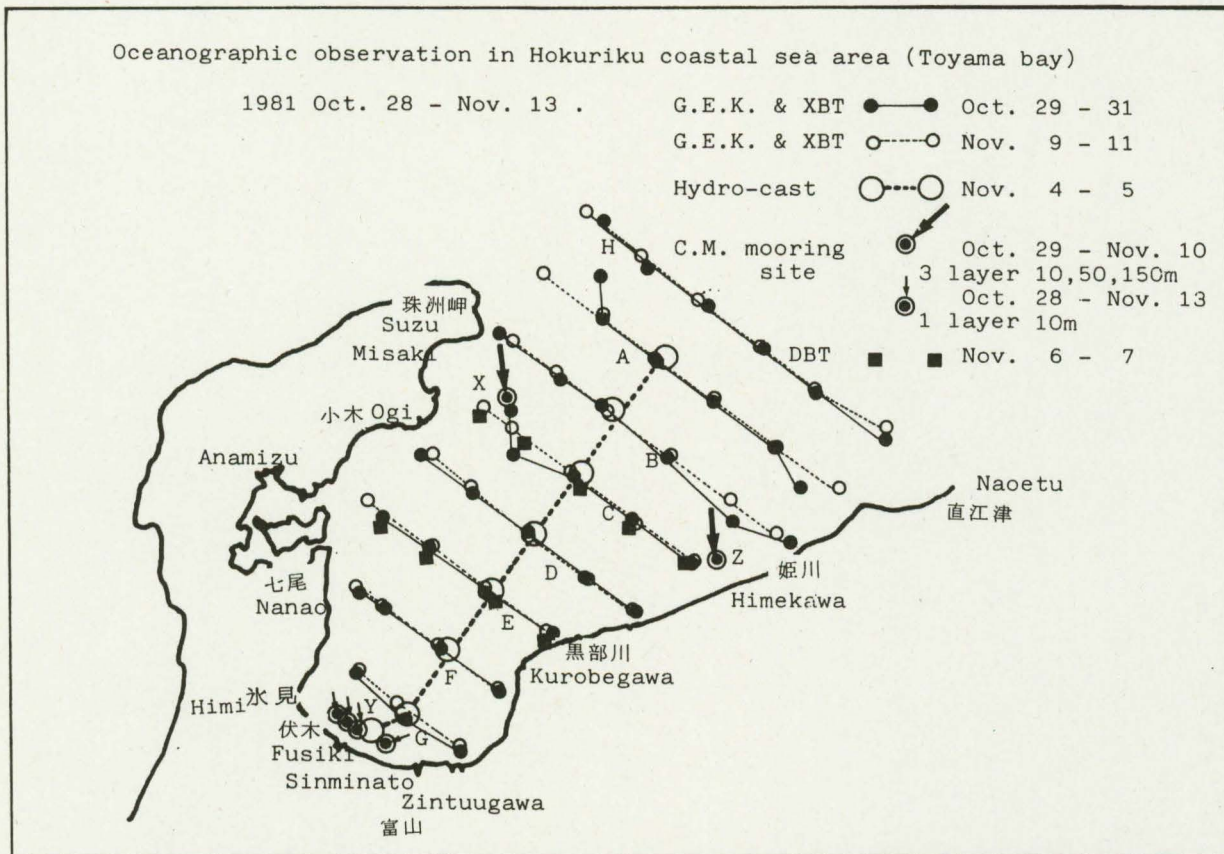 Oceanographic observation in Hokuriku coastal sea area (Toyama bay)
1981 Oct. 28 - Nov. 13 .
G.E.K. & XBT Oct. 29 - 31
G.E.K. & XBT Nov. 9 - 11
Hydro-cast Nov. 4 - 5
C.M. mooring site
Oct. 29 - Nov. 10
3 layer 10,50,150m
Oct. 28 - Nov. 13
1 layer 10m
DBT Nov. 6 - 7
H
珠洲岬
Suzu
Misaki
A
X
小木 Ogi
B
Anamizu
Naoetu
直江津
C
Z
D
姫川
Himekawa
七尾
Nanao
E
黒部川
Kurobegawa
F
Himi 氷見
Y
伏木
Fusiki
G
Sinminato
Zintuugawa
富山